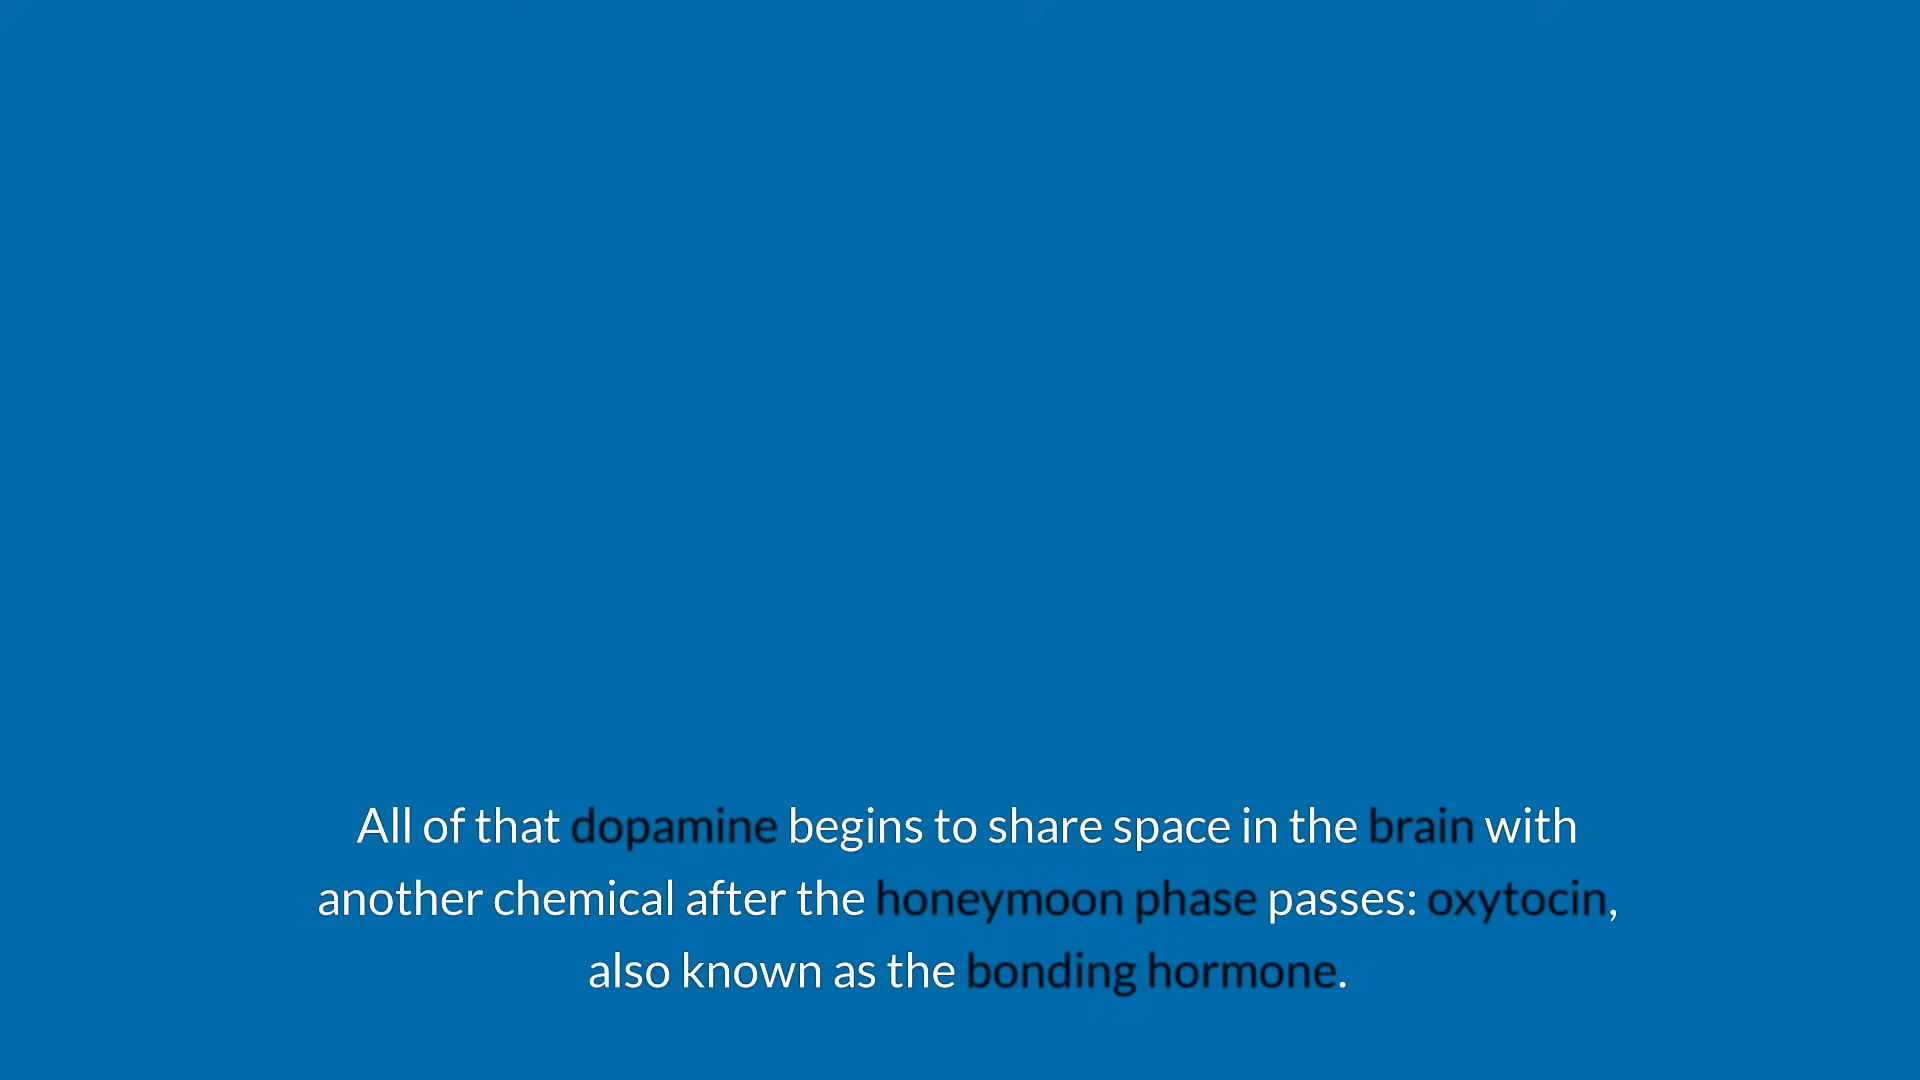 All of that dopamine begins to share space in the brain with
another chemical after the honeymoon phase passes: oxytocin,
also known as the bonding hormone.